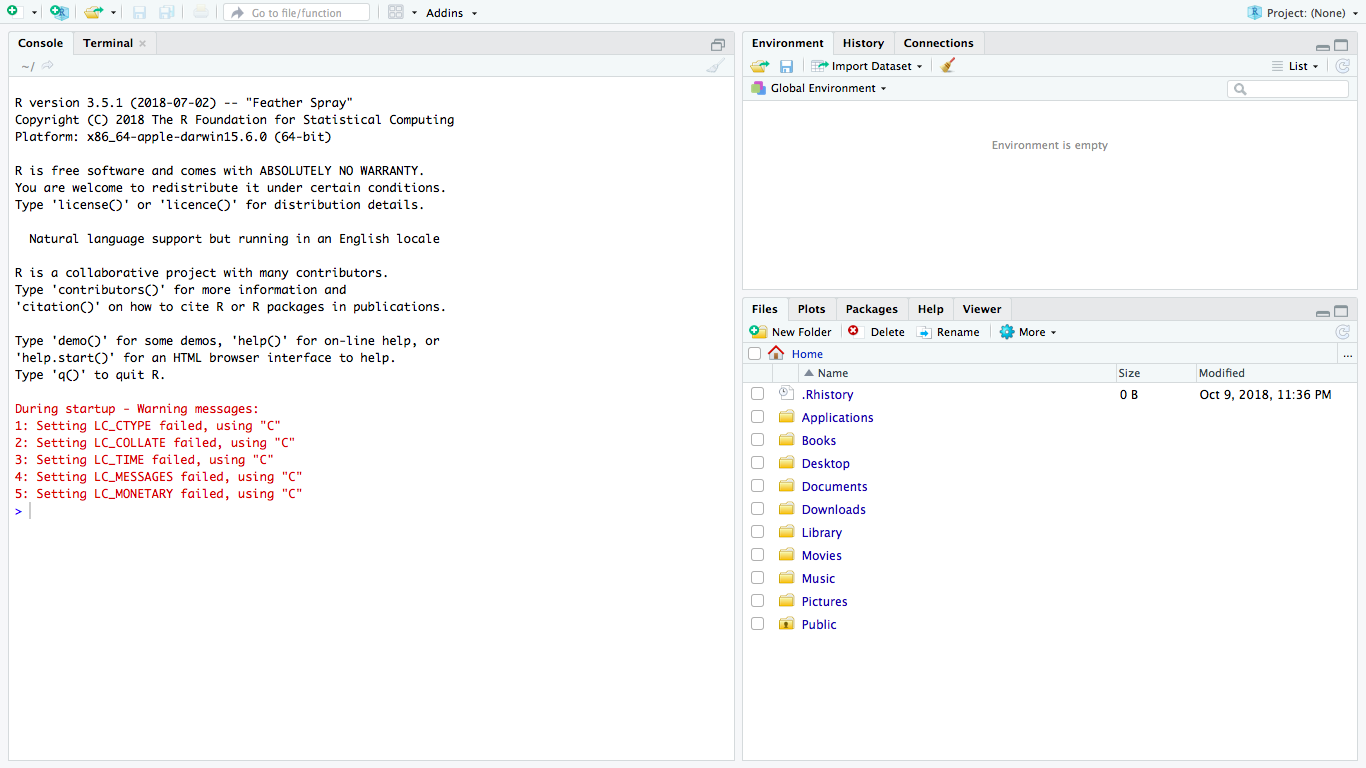 Go to file/function
Addins
Project: (None)
Console Terminal
~/
R version 3.5.1 (2018-07-02) -- "Feather Spray"
Copyright (C) 2018 The R Foundation for Statistical Computing
Platform: x86_64-apple-darwin15.6.0 (64-bit)
R is free software and comes with ABSOLUTELY NO WARRANTY.
You are welcome to redistribute it under certain conditions.
Type 'license()' or 'licence()' for distribution details.
Natural language support but running in an English locale
R is a collaborative project with many contributors.
Type 'contributors()' for more information and
'citation()' on how to cite R or R packages in publications.
Type 'demo()' for some demos, 'help()' for on-line help, or
'help.start()' for an HTML browser interface to help.
Type 'q()' to quit R.
During startup - Warning messages:
1: Setting LC_CTYPE failed, using "C"
2: Setting LC_COLLATE failed, using "C"
3: Setting LC_TIME failed, using "C"
4: Setting LC_MESSAGES failed, using "C"
5: Setting LC_MONETARY failed, using "C"
>
Environment History Connections
Import Dataset List
Global Environment
Environment is empty
Files Plots Packages Help Viewer
New Folder Delete Rename More
Home ...
Name Size Modified
.Rhistory 0 B Oct 9, 2018, 11:36 PM
Applications
Books
Desktop
Documents
Downloads
Library
Movies
Music
Pictures
Public